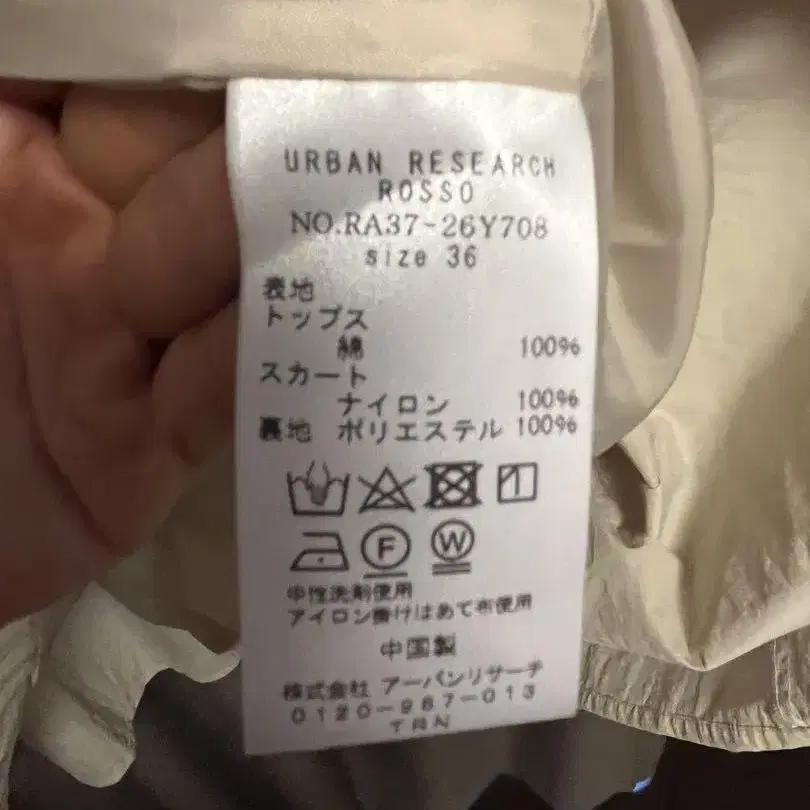 URBAN RESEARCH
ROSSO
NO.RA37-26Y708
size 36
表地
トップス
綿 100%
スカート
ナイロン 100%
裏地 ポリエステル 100%
F W
中性洗剤使用
アイロン掛けはあて布使用
中国製
株式会社 アーバンリサーチ
0120-987-013
TRN